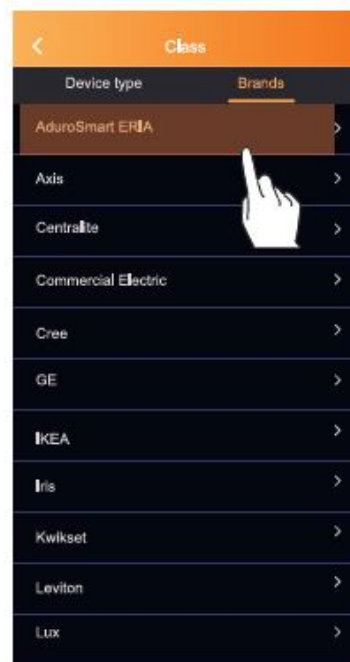 Class
Device type Brands
AduroSmart ERIA
Axis
Centralite
Commercial Electric
Cree
GE
IKEA
Iris
Kwikset
Leviton
Lux